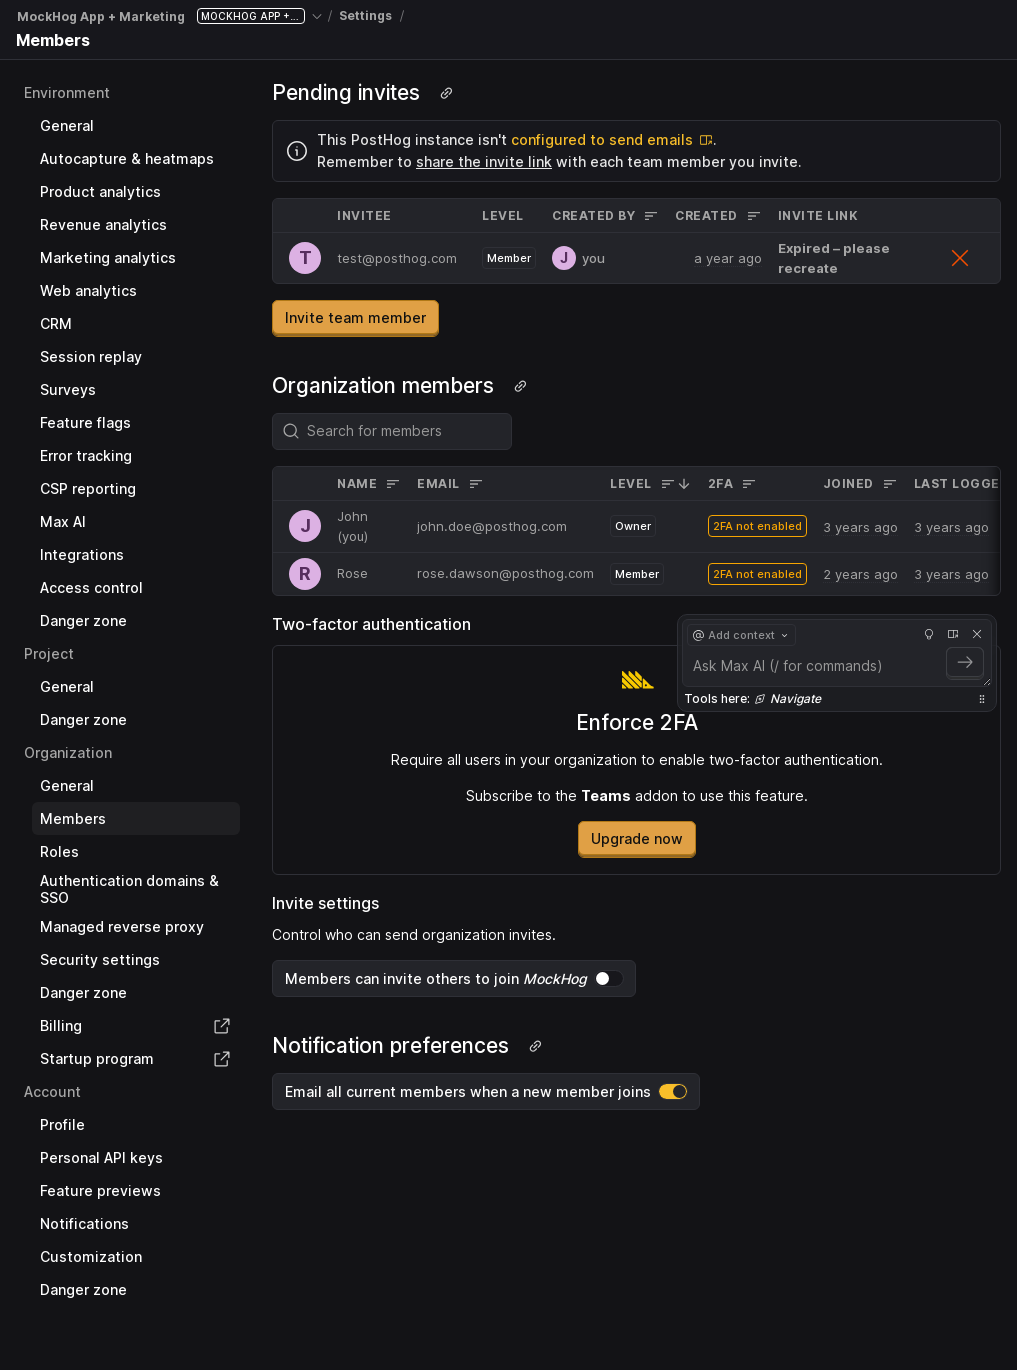 MockHog App + Marketing
MOCKHOG APP +...
/
Settings
/
Members
Environment
General
Autocapture & heatmaps
Product analytics
Revenue analytics
Marketing analytics
Web analytics
CRM
Session replay
Surveys
Feature flags
Error tracking
CSP reporting
Max AI
Integrations
Access control
Danger zone
Project
General
Danger zone
Organization
General
Members
Roles
Authentication domains &
SSO
Managed reverse proxy
Security settings
Danger zone
Billing
Startup program
Account
Profile
Personal API keys
Feature previews
Notifications
Customization
Danger zone
Pending invites
This PostHog instance isn't configured to send emails .
Remember to share the invite link with each team member you invite.
INVITEE LEVEL CREATED BY CREATED INVITE LINK
T test@posthog.com Member J you a year ago Expired – please
recreate
Invite team member
Organization members
Search for members
NAME EMAIL LEVEL 2FA JOINED LAST LOGGE
J John
(you)
john.doe@posthog.com Owner 2FA not enabled 3 years ago 3 years ago
R Rose rose.dawson@posthog.com Member 2FA not enabled 2 years ago 3 years ago
Two-factor authentication
@ Add context
Ask Max AI (/ for commands)
Tools here: Navigate
Enforce 2FA
Require all users in your organization to enable two-factor authentication.
Subscribe to the Teams addon to use this feature.
Upgrade now
Invite settings
Control who can send organization invites.
Members can invite others to join MockHog
Notification preferences
Email all current members when a new member joins